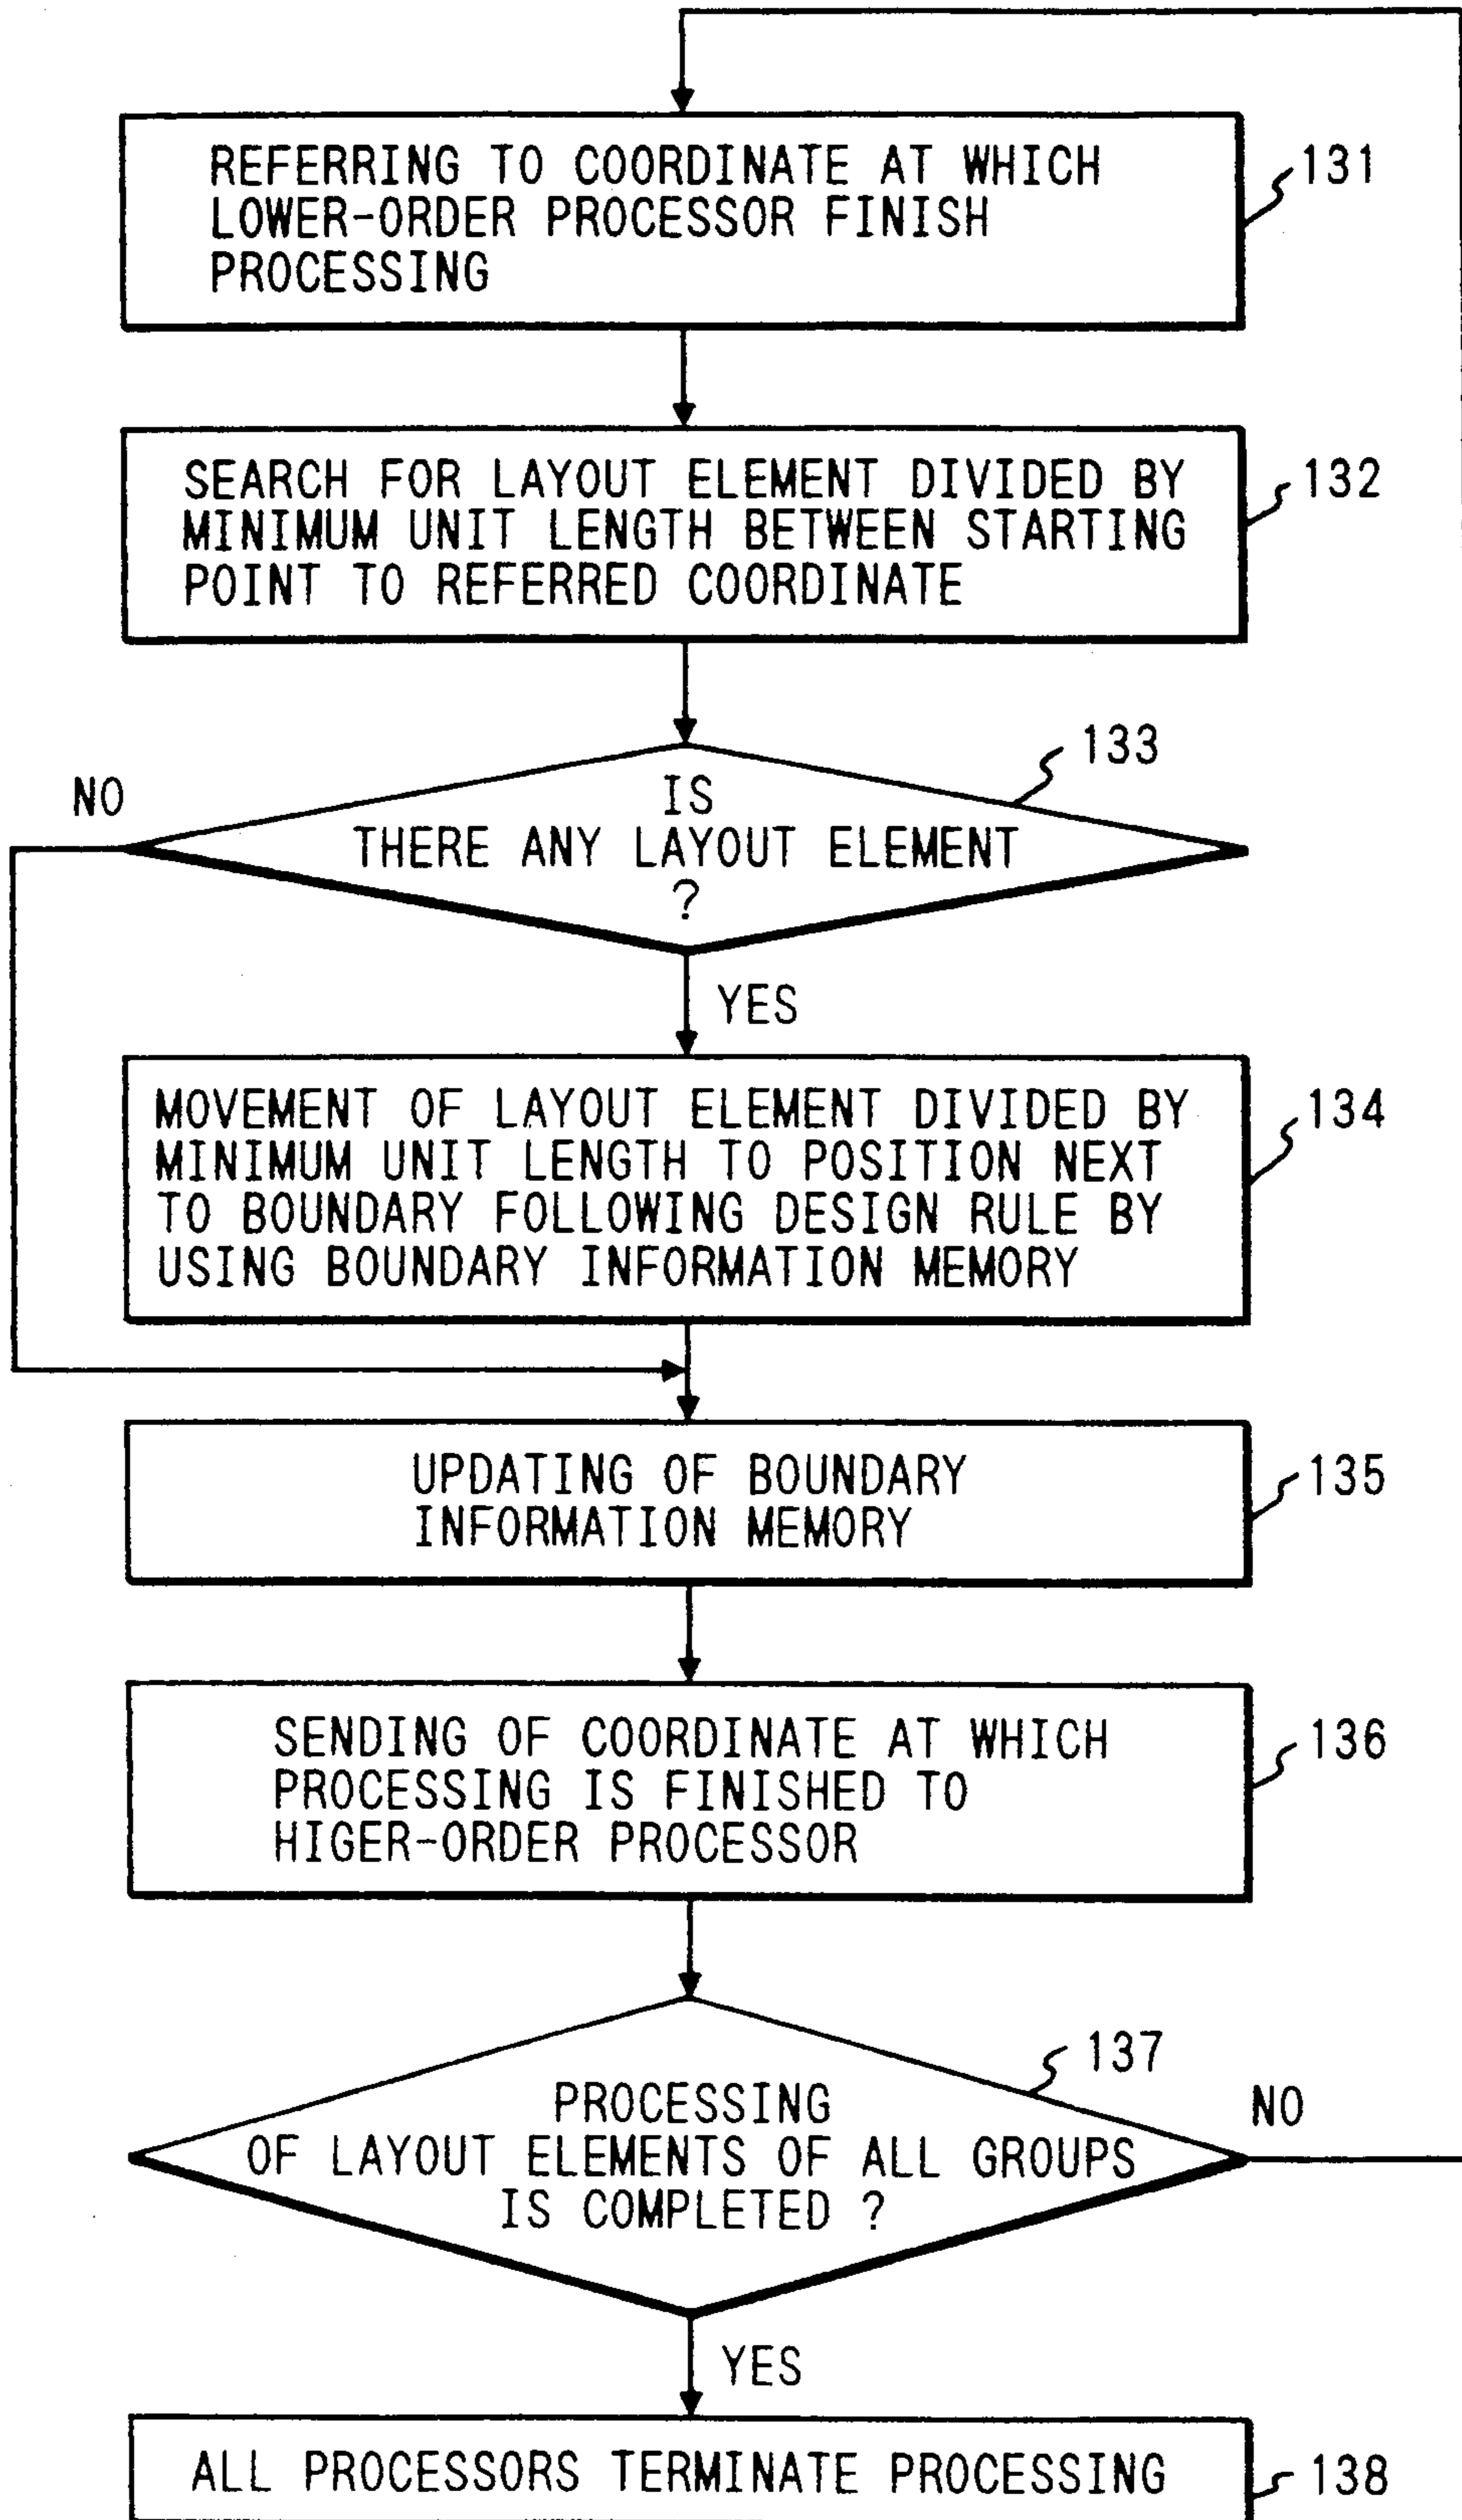 REFERRING TO COORDINATE AT WHICH
LOWER-ORDER PROCESSOR FINISH
PROCESSING
131
SEARCH FOR LAYOUT ELEMENT DIVIDED BY
MINIMUM UNIT LENGTH BETWEEN STARTING
POINT TO REFERRED COORDINATE
132
133
NO
IS
THERE ANY LAYOUT ELEMENT
?
YES
MOVEMENT OF LAYOUT ELEMENT DIVIDED BY
MINIMUM UNIT LENGTH TO POSITION NEXT
TO BOUNDARY FOLLOWING DESIGN RULE BY
USING BOUNDARY INFORMATION MEMORY
134
UPDATING OF BOUNDARY
INFORMATION MEMORY
135
SENDING OF COORDINATE AT WHICH
PROCESSING IS FINISHED TO
HIGER-ORDER PROCESSOR
136
137
PROCESSING
OF LAYOUT ELEMENTS OF ALL GROUPS
IS COMPLETED ?
NO
YES
ALL PROCESSORS TERMINATE PROCESSING
138